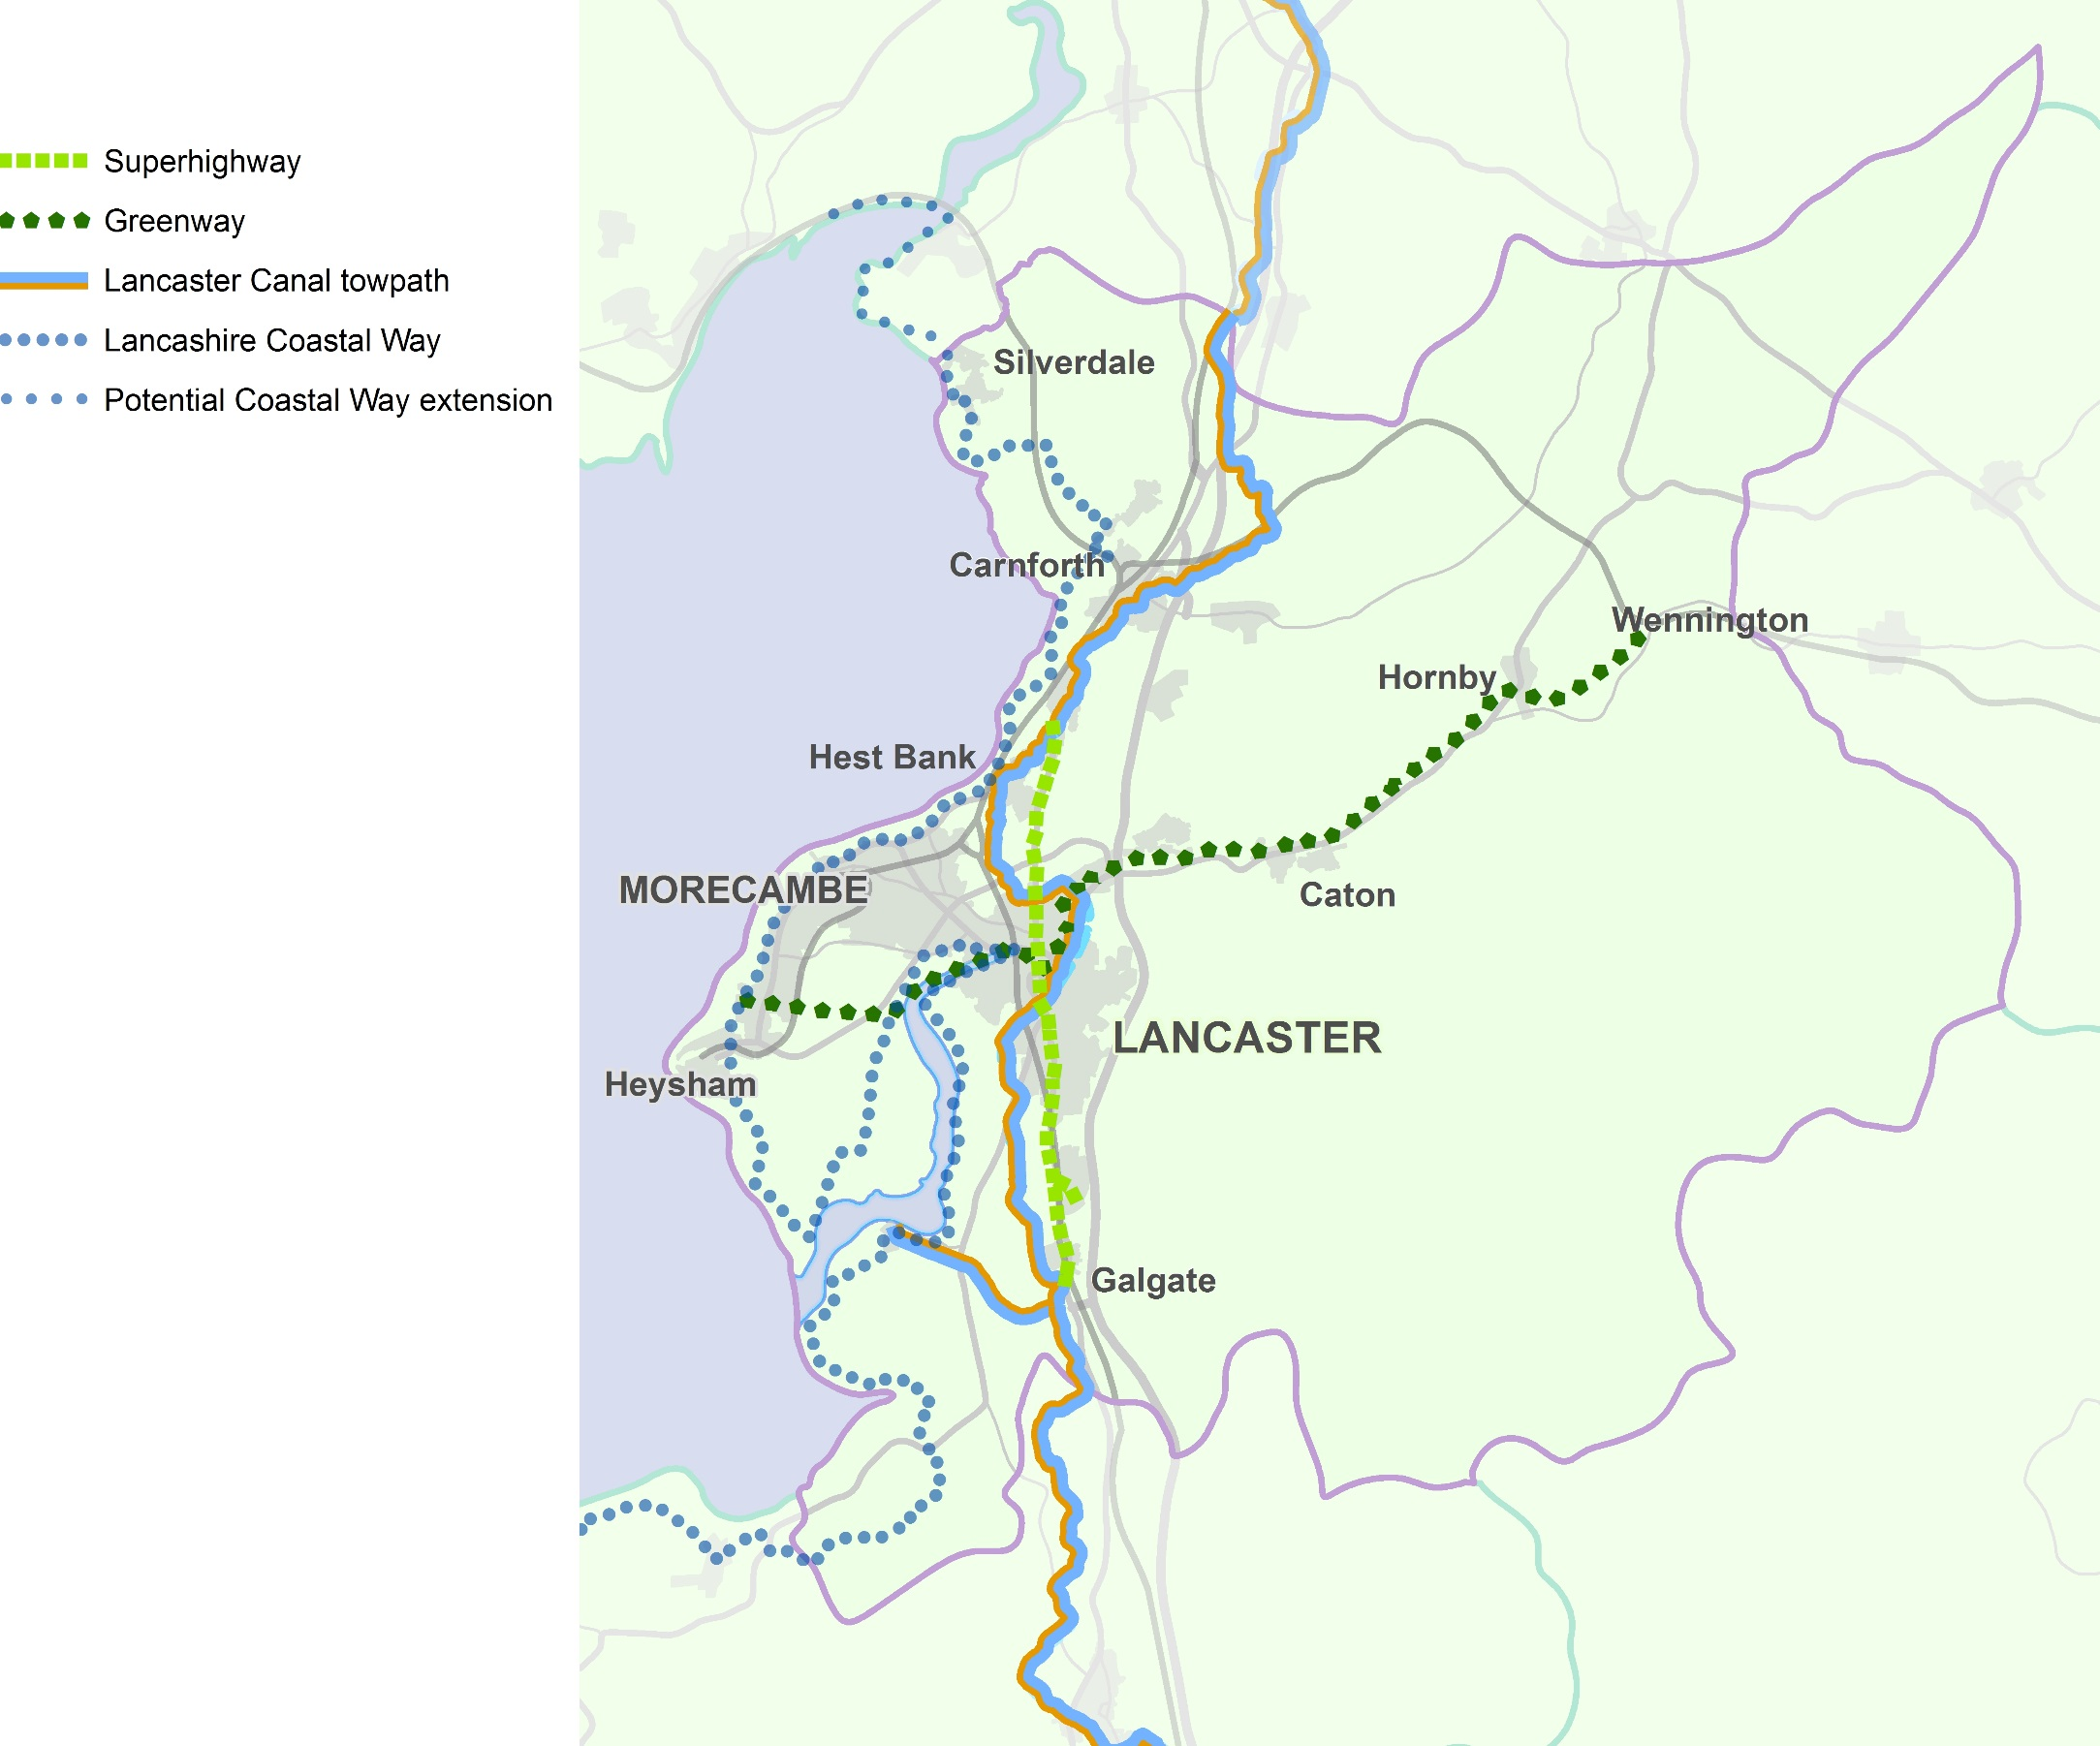 Superhighway
Greenway
Lancaster Canal towpath
Lancashire Coastal Way
Potential Coastal Way extension
Silverdale
Carnforth
Wennington
Hornby
Hest Bank
MORECAMBE
Caton
LANCASTER
Heysham
Galgate